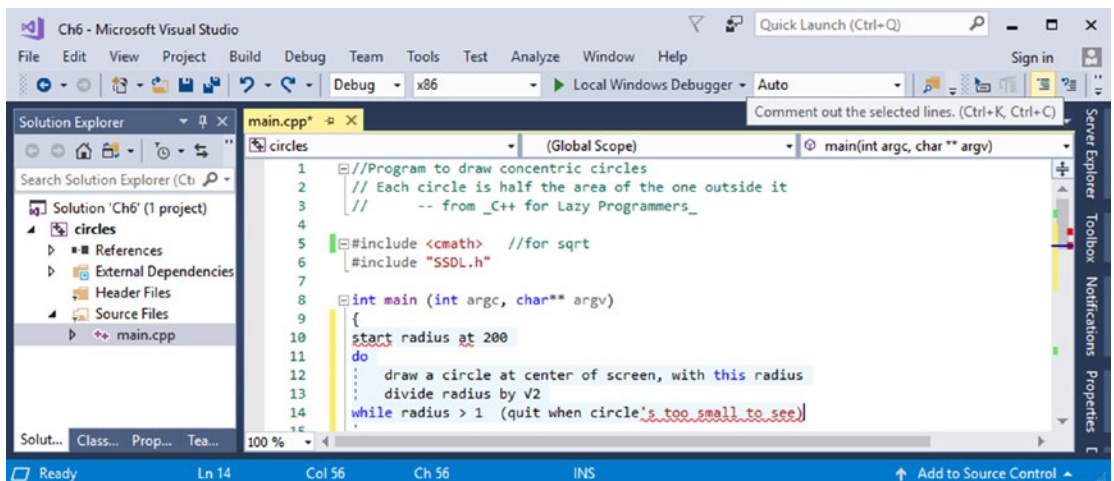 Ch6 - Microsoft Visual Studio
Quick Launch (Ctrl+Q)
File Edit View Project Build Debug Team Tools Test Analyze Window Help Sign in
Debug x86 Local Windows Debugger Auto
Comment out the selected lines. (Ctrl+K, Ctrl+C)
Solution Explorer
Search Solution Explorer (Ctr
Solution 'Ch6' (1 project)
circles
References
External Dependencies
Header Files
Source Files
main.cpp
Solut... Class... Prop... Tea...
main.cpp*
circles (Global Scope) main(int argc, char ** argv)
1 //Program to draw concentric circles
2 // Each circle is half the area of the one outside it
3 // -- from _C++ for Lazy Programmers_
4
5 #include <cmath> //for sqrt
6 #include "SSDL.h"
7
8 int main (int argc, char** argv)
9 {
10 start radius at 200
11 do
12 draw a circle at center of screen, with this radius
13 divide radius by √2
14 while radius > 1 (quit when circle's too small to see)
15
100 %
Server Explorer
Toolbox
Notifications
Properties
Ready Ln 14 Col 56 Ch 56 INS Add to Source Control